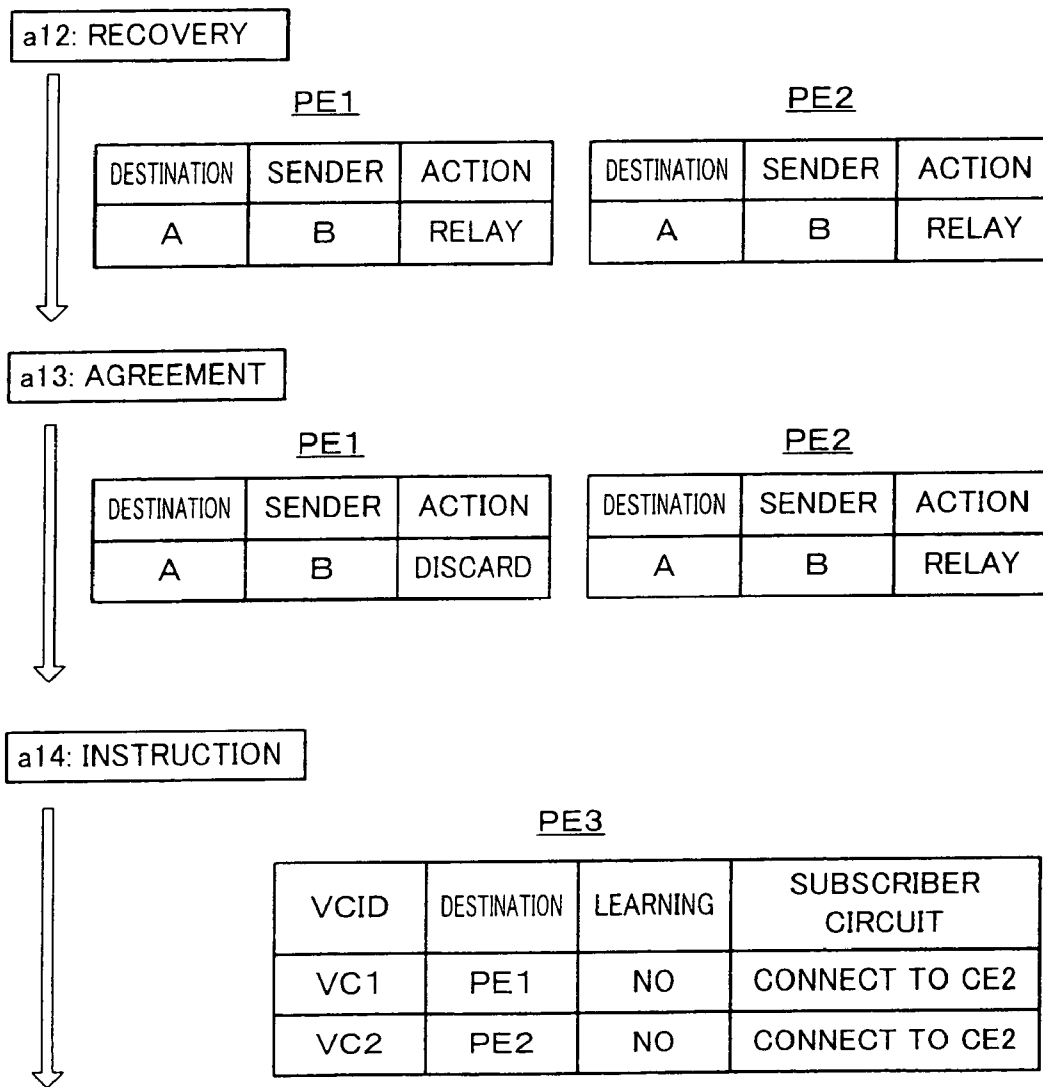 a12: RECOVERY
PE1
PE2
DESTINATION SENDER ACTION
A B RELAY
DESTINATION SENDER ACTION
A B RELAY
a13: AGREEMENT
PE1
PE2
DESTINATION SENDER ACTION
A B DISCARD
DESTINATION SENDER ACTION
A B RELAY
a14: INSTRUCTION
PE3
VCID DESTINATION LEARNING SUBSCRIBER
CIRCUIT
VC1 PE1 NO CONNECT TO CE2
VC2 PE2 NO CONNECT TO CE2